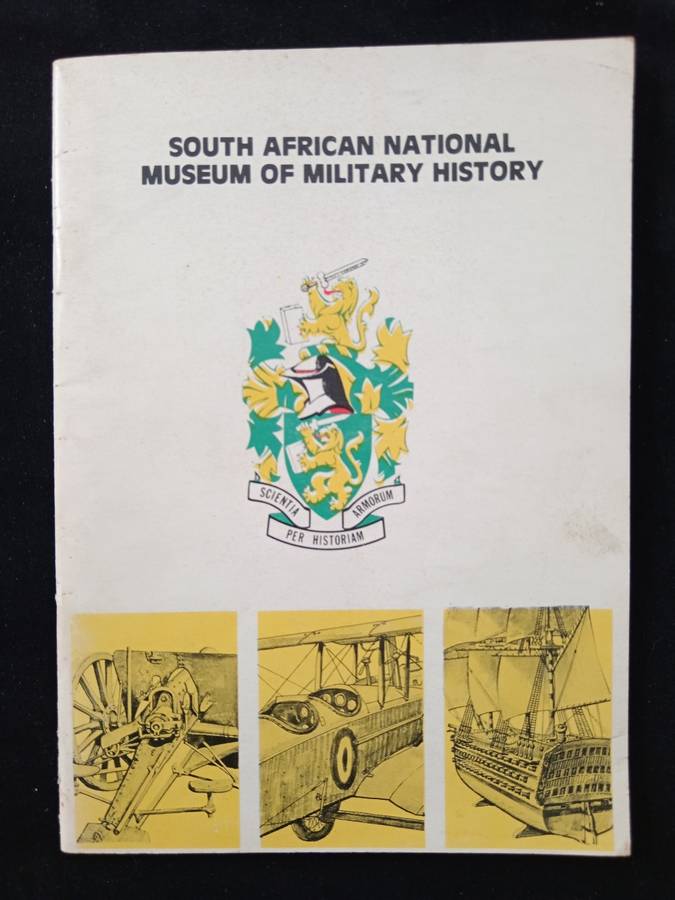 SOUTH AFRICAN NATIONAL
MUSEUM OF MILITARY HISTORY
SCIENTIA
ARMORUM
PER HISTORIAM